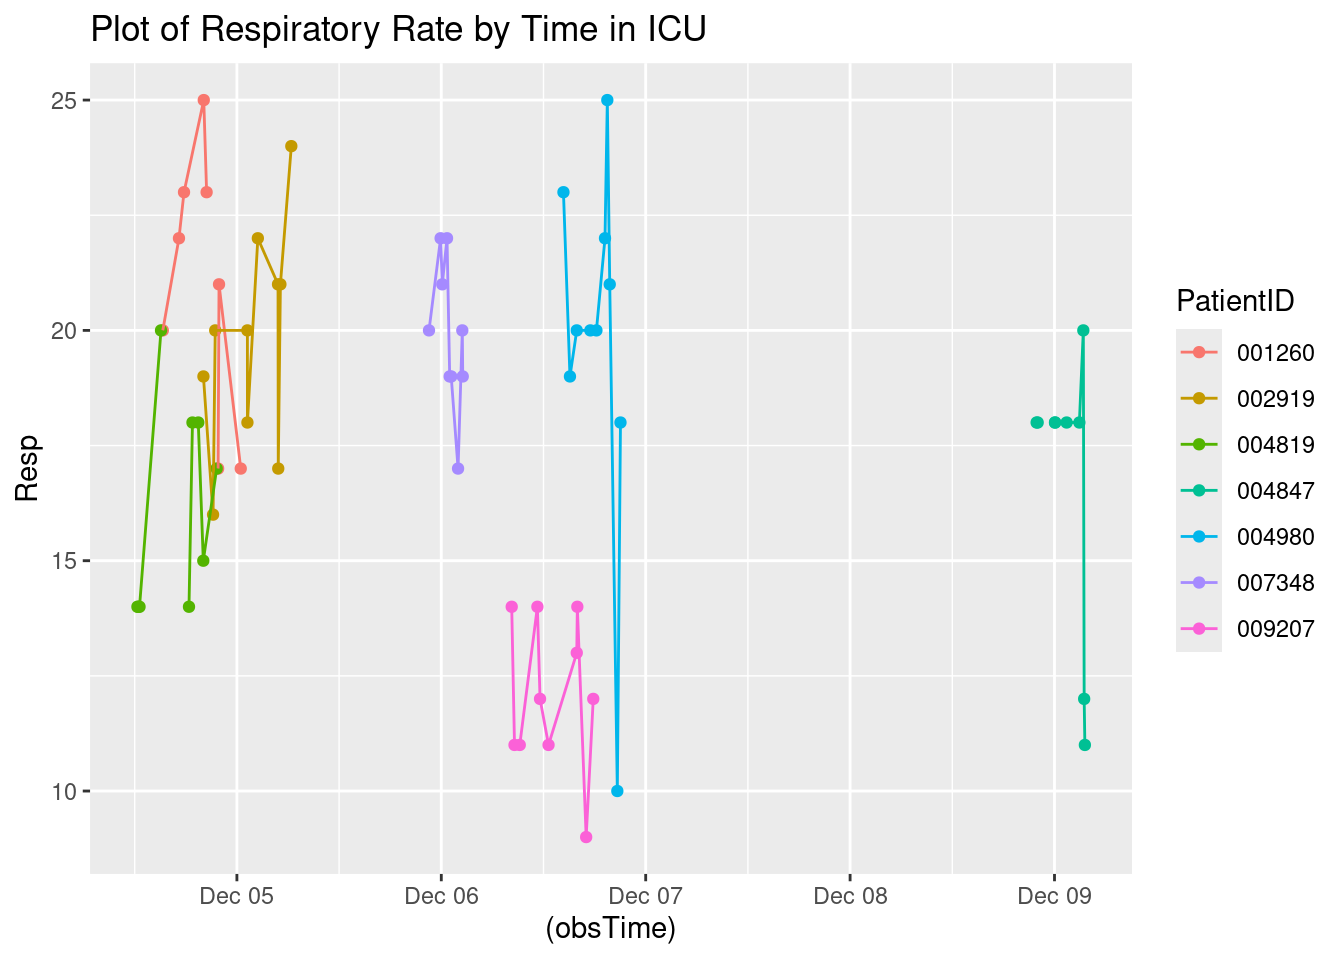 Plot of Respiratory Rate by Time in ICU
25
20
15
10
Resp
Dec 05
Dec 06
Dec 07
Dec 08
Dec 09
(obsTime)
PatientID
001260
002919
004819
004847
004980
007348
009207